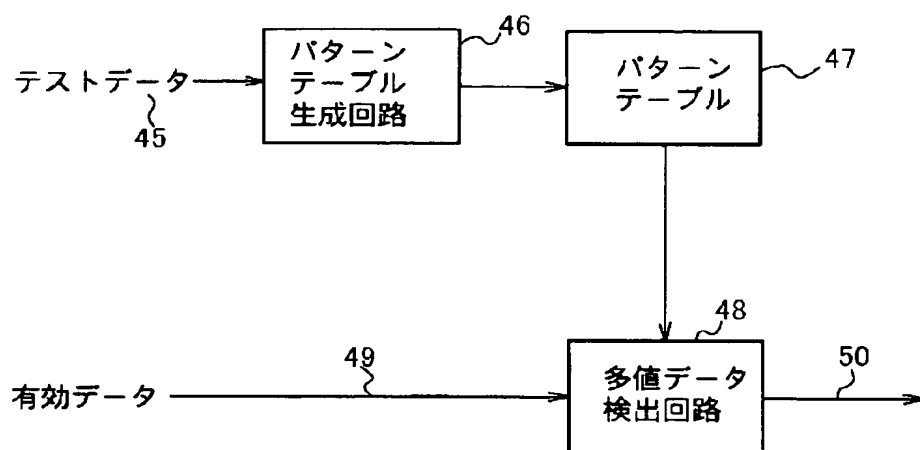 46
パターン
テーブル
生成回路
パターン
テーブル
47
テストデータ
45
48
49
50
有効データ
多値データ
検出回路